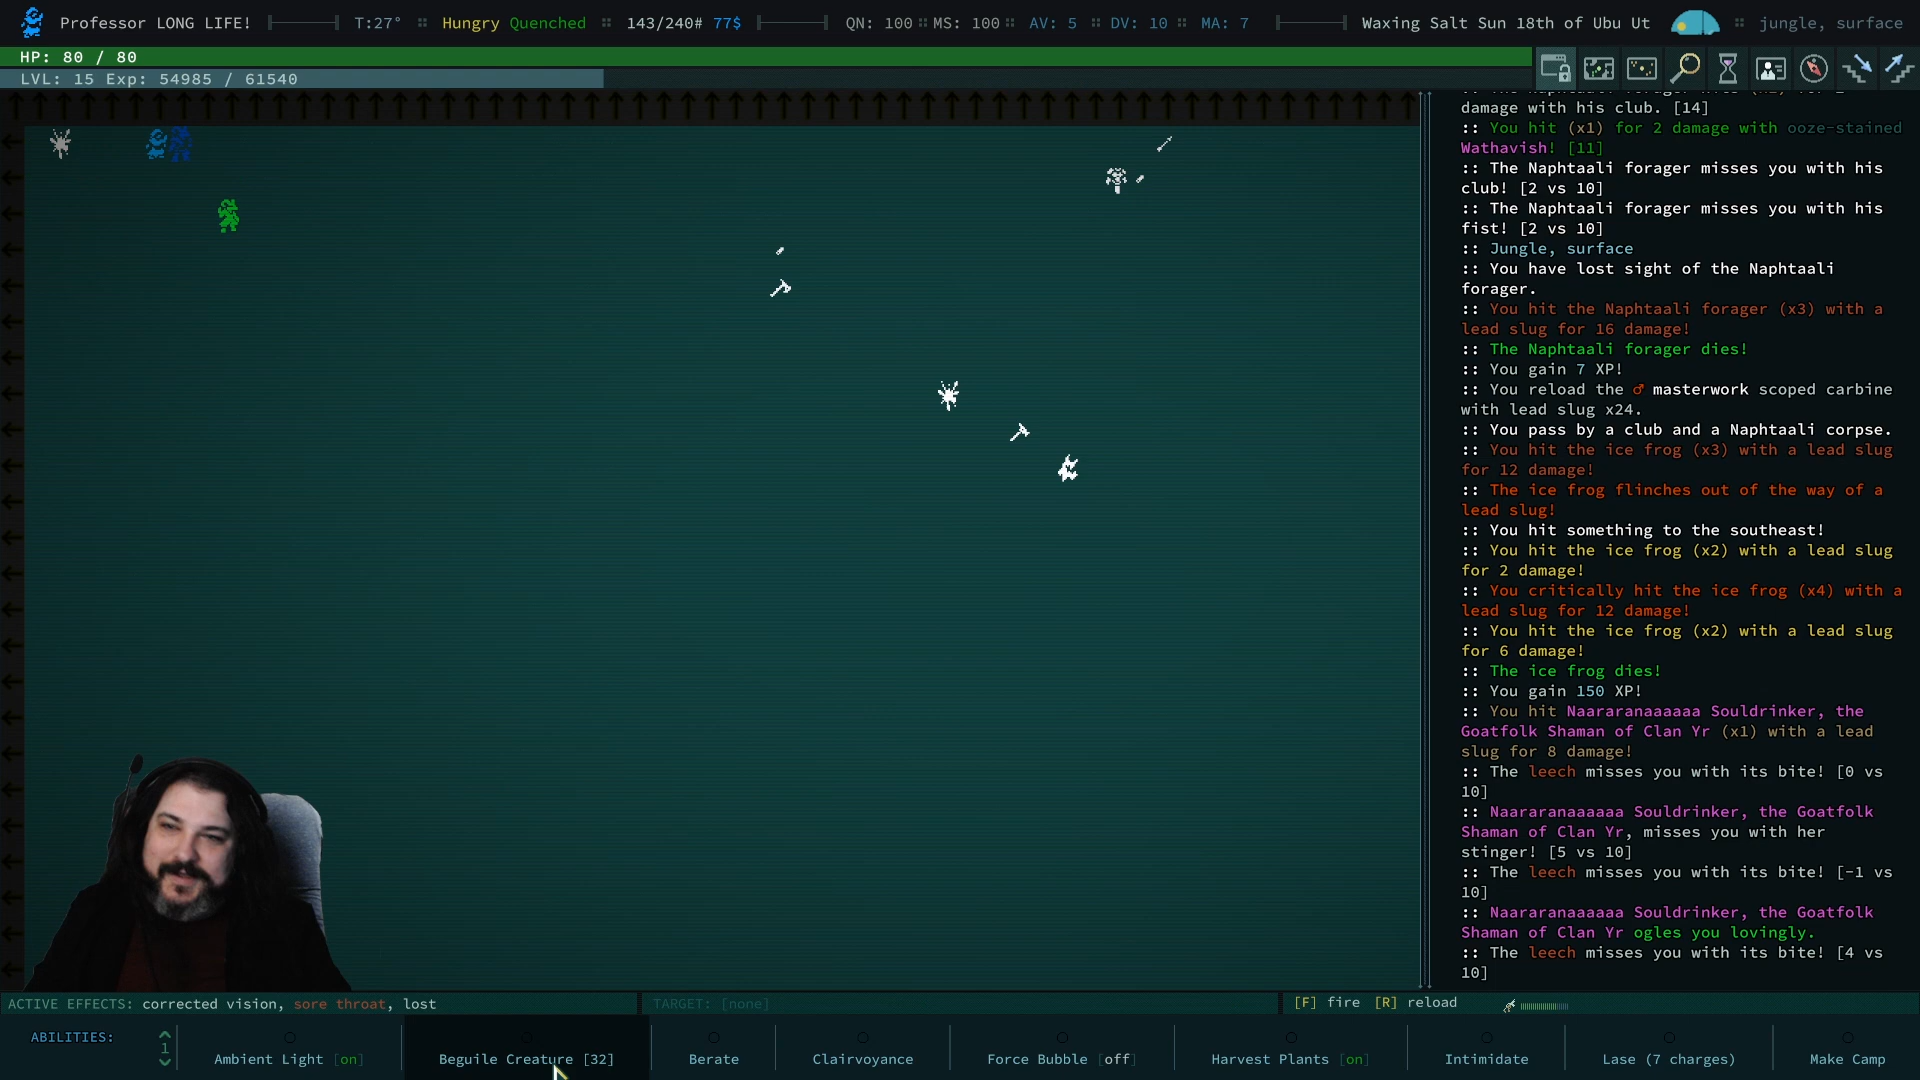 Professor LONG LIFE! T:27° Hungry Quenched 143/240# 77$ QN: 100 MS: 100 AV: 5 DV: 10 MA: 7 Waxing Salt Sun 18th of Ubu Ut jungle, surface
HP: 80 / 80
LVL: 15 Exp: 54985 / 61540
damage with his club. [14]
:: You hit (x1) for 2 damage with ooze-stained
Wathavish! [11]
:: The Naphtaali forager misses you with his
club! [2 vs 10]
:: The Naphtaali forager misses you with his
fist! [2 vs 10]
:: Jungle, surface
:: You have lost sight of the Naphtaali
forager.
:: You hit the Naphtaali forager (x3) with a
lead slug for 16 damage!
:: The Naphtaali forager dies!
:: You gain 7 XP!
:: You reload the ♂ masterwork scoped carbine
with lead slug x24.
:: You pass by a club and a Naphtaali corpse.
:: You hit the ice frog (x3) with a lead slug
for 12 damage!
:: The ice frog flinches out of the way of a
lead slug!
:: You hit something to the southeast!
:: You hit the ice frog (x2) with a lead slug
for 2 damage!
:: You critically hit the ice frog (x4) with a
lead slug for 12 damage!
:: You hit the ice frog (x2) with a lead slug
for 6 damage!
:: The ice frog dies!
:: You gain 150 XP!
:: You hit Naararanaaaaaa Souldrinker, the
Goatfolk Shaman of Clan Yr (x1) with a lead
slug for 8 damage!
:: The leech misses you with its bite! [0 vs
10]
:: Naararanaaaaaa Souldrinker, the Goatfolk
Shaman of Clan Yr, misses you with her
stinger! [5 vs 10]
:: The leech misses you with its bite! [-1 vs
10]
:: Naararanaaaaaa Souldrinker, the Goatfolk
Shaman of Clan Yr ogles you lovingly.
:: The leech misses you with its bite! [4 vs
10]
ACTIVE EFFECTS: corrected vision, sore throat, lost TARGET: [none] [F] fire [R] reload
ABILITIES: 1 Ambient Light [on] Beguile Creature [32] Berate Clairvoyance Force Bubble [off] Harvest Plants [on] Intimidate Lase (7 charges) Make Camp